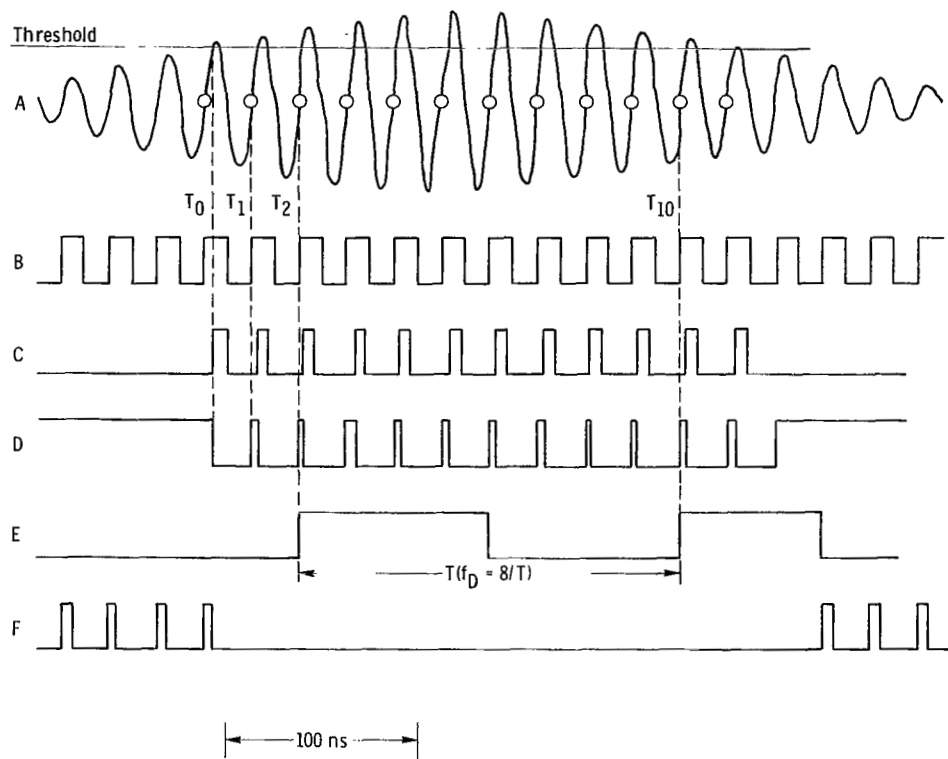 Threshold
A
T0 T1 T2 T10
B
C
D
E
T(fD = 8/T)
F
100 ns